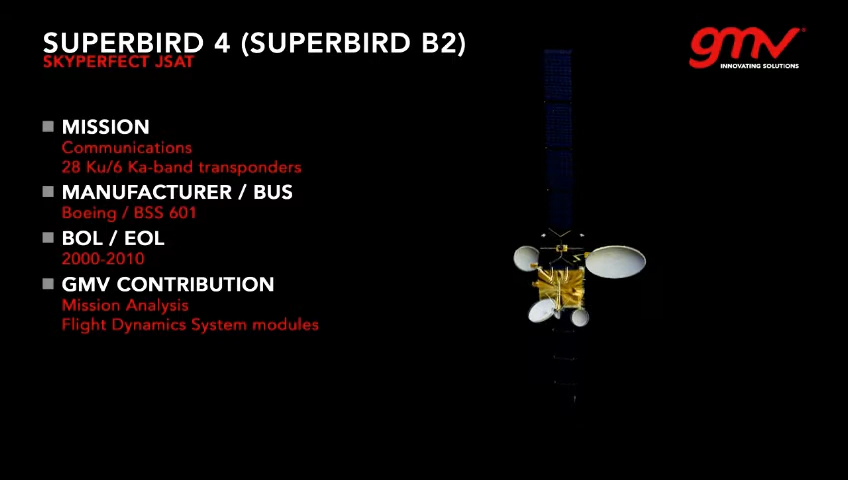 SUPERBIRD 4 (SUPERBIRD B2)
SKYPERFECT JSAT
gmv
INNOVATING SOLUTIONS
MISSION
Communications
28 Ku/6 Ka-band transponders
MANUFACTURER / BUS
Boeing / BSS 601
BOL / EOL
2000-2010
GMV CONTRIBUTION
Mission Analysis
Flight Dynamics System modules